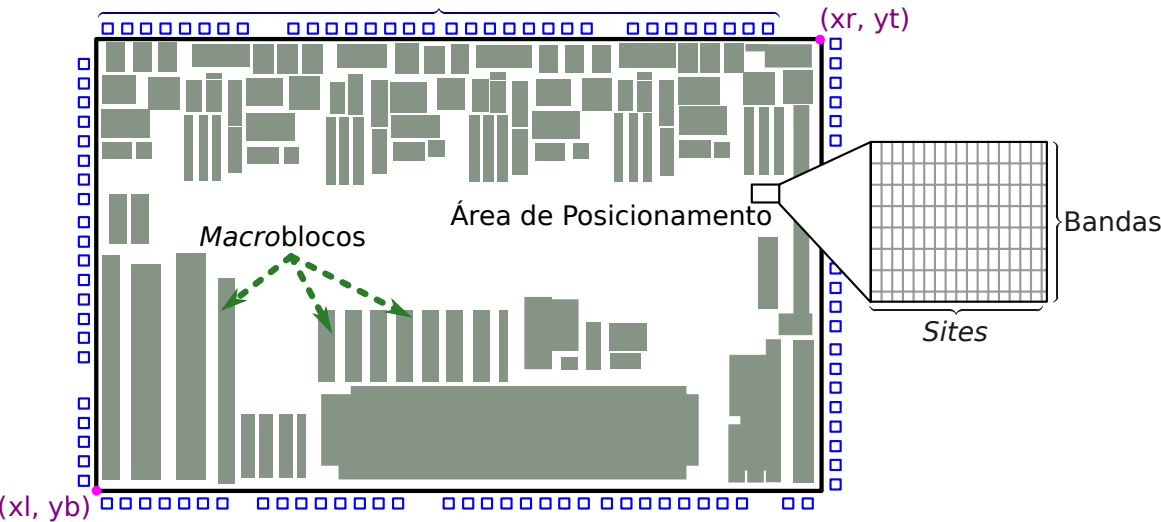 (xr, yt)
Área de Posicionamento
Bandas
Macroblocos
Sites
(xl, yb)